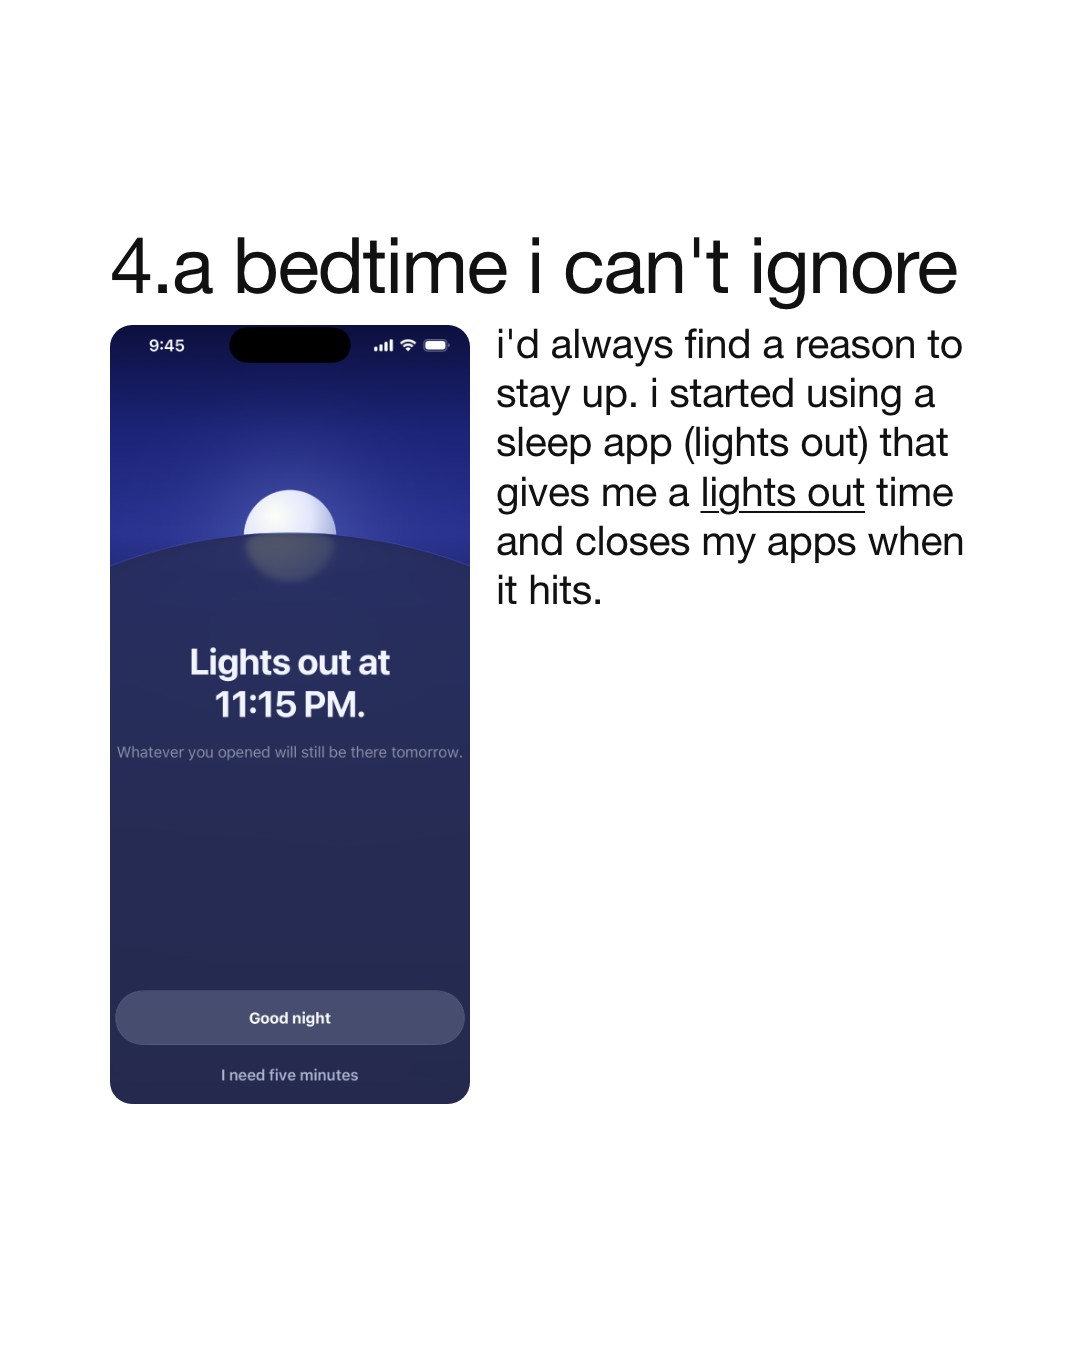 4.a bedtime i can't ignore
9:45
Lights out at
11:15 PM.
Whatever you opened will still be there tomorrow.
Good night
I need five minutes
i'd always find a reason to
stay up. i started using a
sleep app (lights out) that
gives me a lights out time
and closes my apps when
it hits.